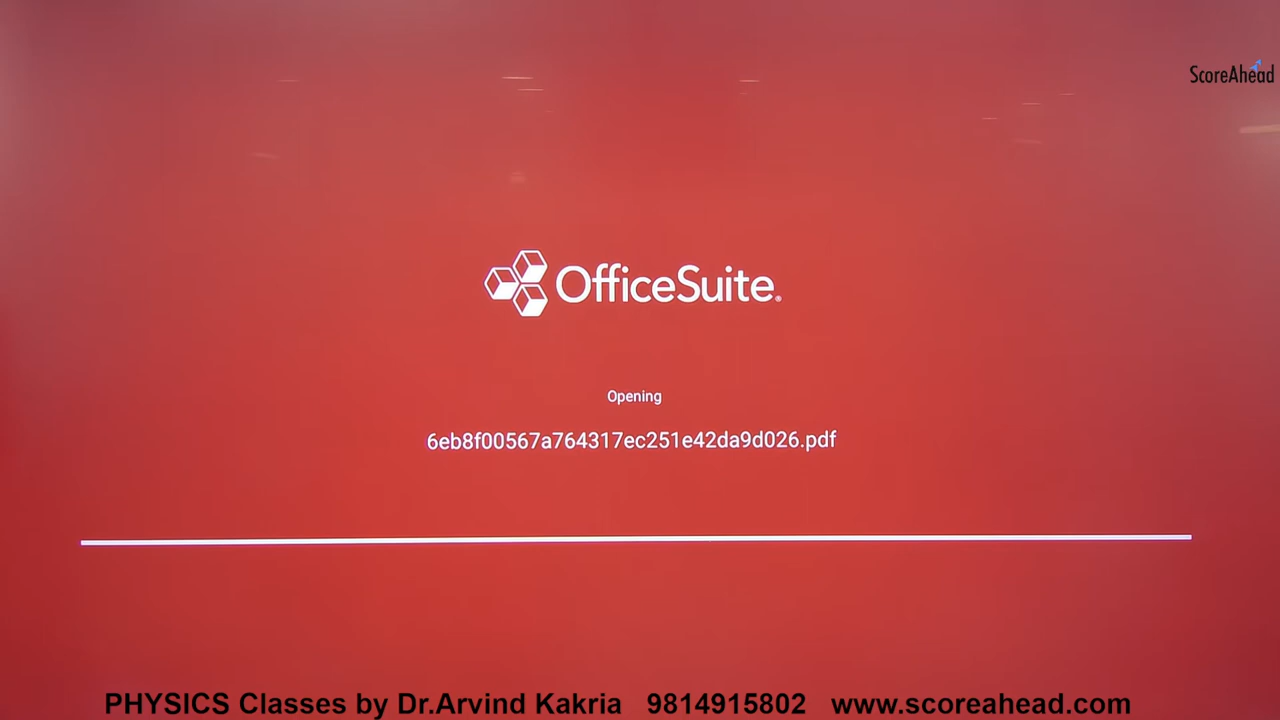 ScoreAhead
OfficeSuite®
Opening
6eb8f00567a764317ec251e42da9d026.pdf
PHYSICS Classes by Dr.Arvind Kakria 9814915802 www.scoreahead.com